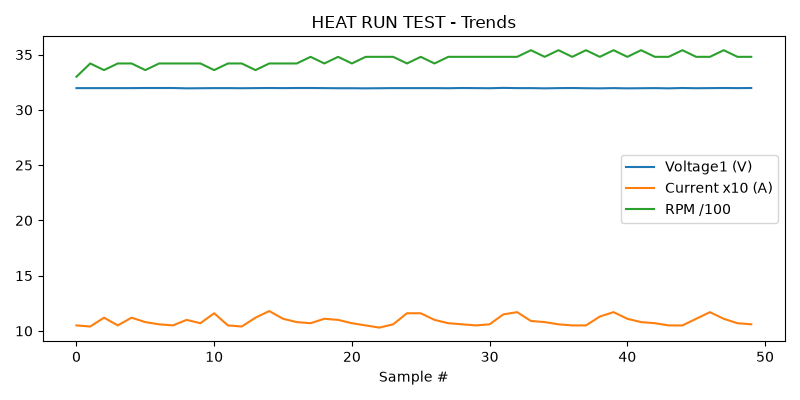 HEAT RUN TEST - Trends
35
30
25
20
15
10
Voltage1 (V)
Current x10 (A)
RPM /100
0 10 20 30 40 50
Sample #